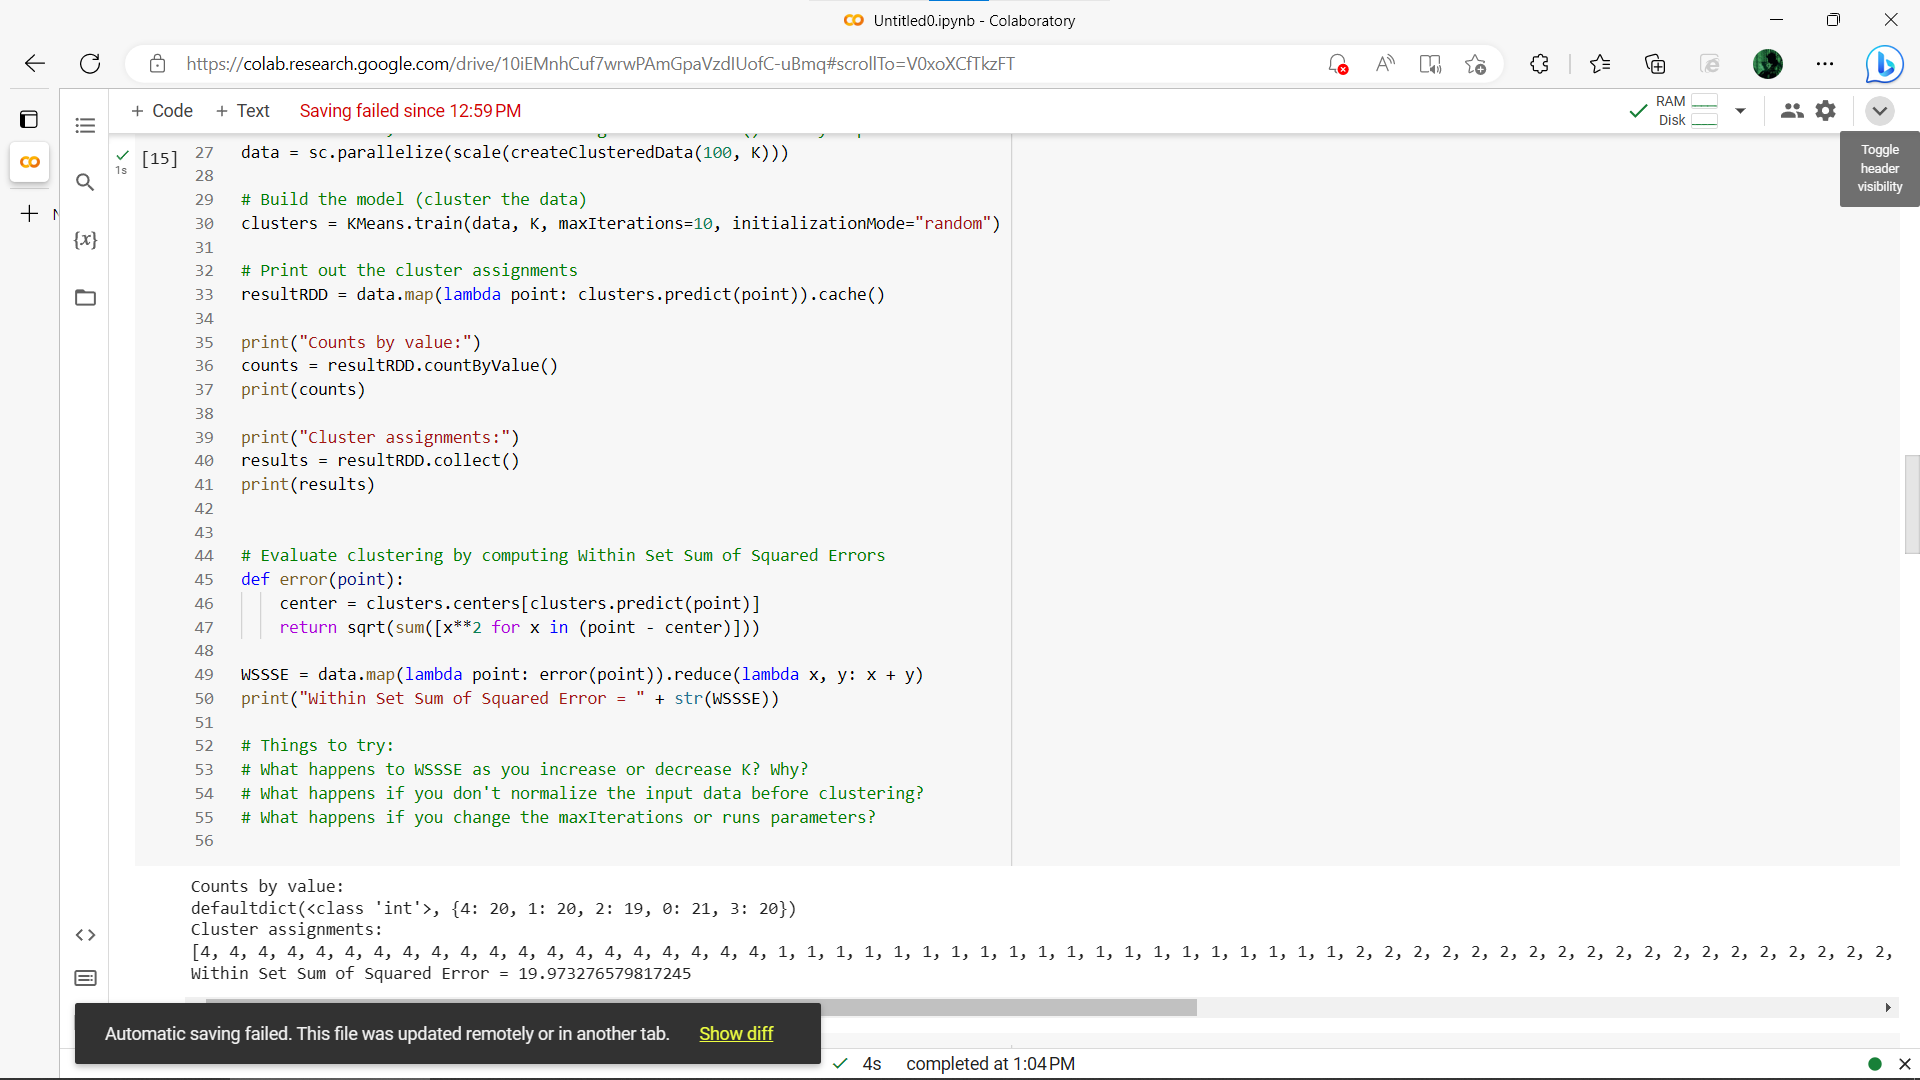 Untitled0.ipynb - Colaboratory
https://colab.research.google.com/drive/10iEMnhCuf7wrwPAmGpaVzdIUofC-uBmq#scrollTo=V0xoXCfTkzFT
+ Code + Text Saving failed since 12:59 PM
RAM
Disk
Toggle
header
visibility
1s
[15]
27 data = sc.parallelize(scale(createClusteredData(100, K)))
28
29 # Build the model (cluster the data)
30 clusters = KMeans.train(data, K, maxIterations=10, initializationMode="random")
31
32 # Print out the cluster assignments
33 resultRDD = data.map(lambda point: clusters.predict(point)).cache()
34
35 print("Counts by value:")
36 counts = resultRDD.countByValue()
37 print(counts)
38
39 print("Cluster assignments:")
40 results = resultRDD.collect()
41 print(results)
42
43
44 # Evaluate clustering by computing Within Set Sum of Squared Errors
45 def error(point):
46 center = clusters.centers[clusters.predict(point)]
47 return sqrt(sum([x**2 for x in (point - center)]))
48
49 WSSSE = data.map(lambda point: error(point)).reduce(lambda x, y: x + y)
50 print("Within Set Sum of Squared Error = " + str(WSSSE))
51
52 # Things to try:
53 # What happens to WSSSE as you increase or decrease K? Why?
54 # What happens if you don't normalize the input data before clustering?
55 # What happens if you change the maxIterations or runs parameters?
56
Counts by value:
defaultdict(<class 'int'>, {4: 20, 1: 20, 2: 19, 0: 21, 3: 20})
Cluster assignments:
[4, 4, 4, 4, 4, 4, 4, 4, 4, 4, 4, 4, 4, 4, 4, 4, 4, 4, 4, 4, 1, 1, 1, 1, 1, 1, 1, 1, 1, 1, 1, 1, 1, 1, 1, 1, 1, 1, 1, 1, 2, 2, 2, 2, 2, 2, 2, 2, 2, 2, 2, 2, 2, 2, 2, 2, 2, 2, 2,
Within Set Sum of Squared Error = 19.973276579817245
Automatic saving failed. This file was updated remotely or in another tab. Show diff
4s completed at 1:04 PM